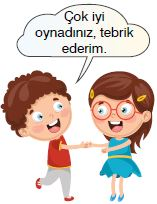 Çok iyi
oynadınız, tebrik
ederim.